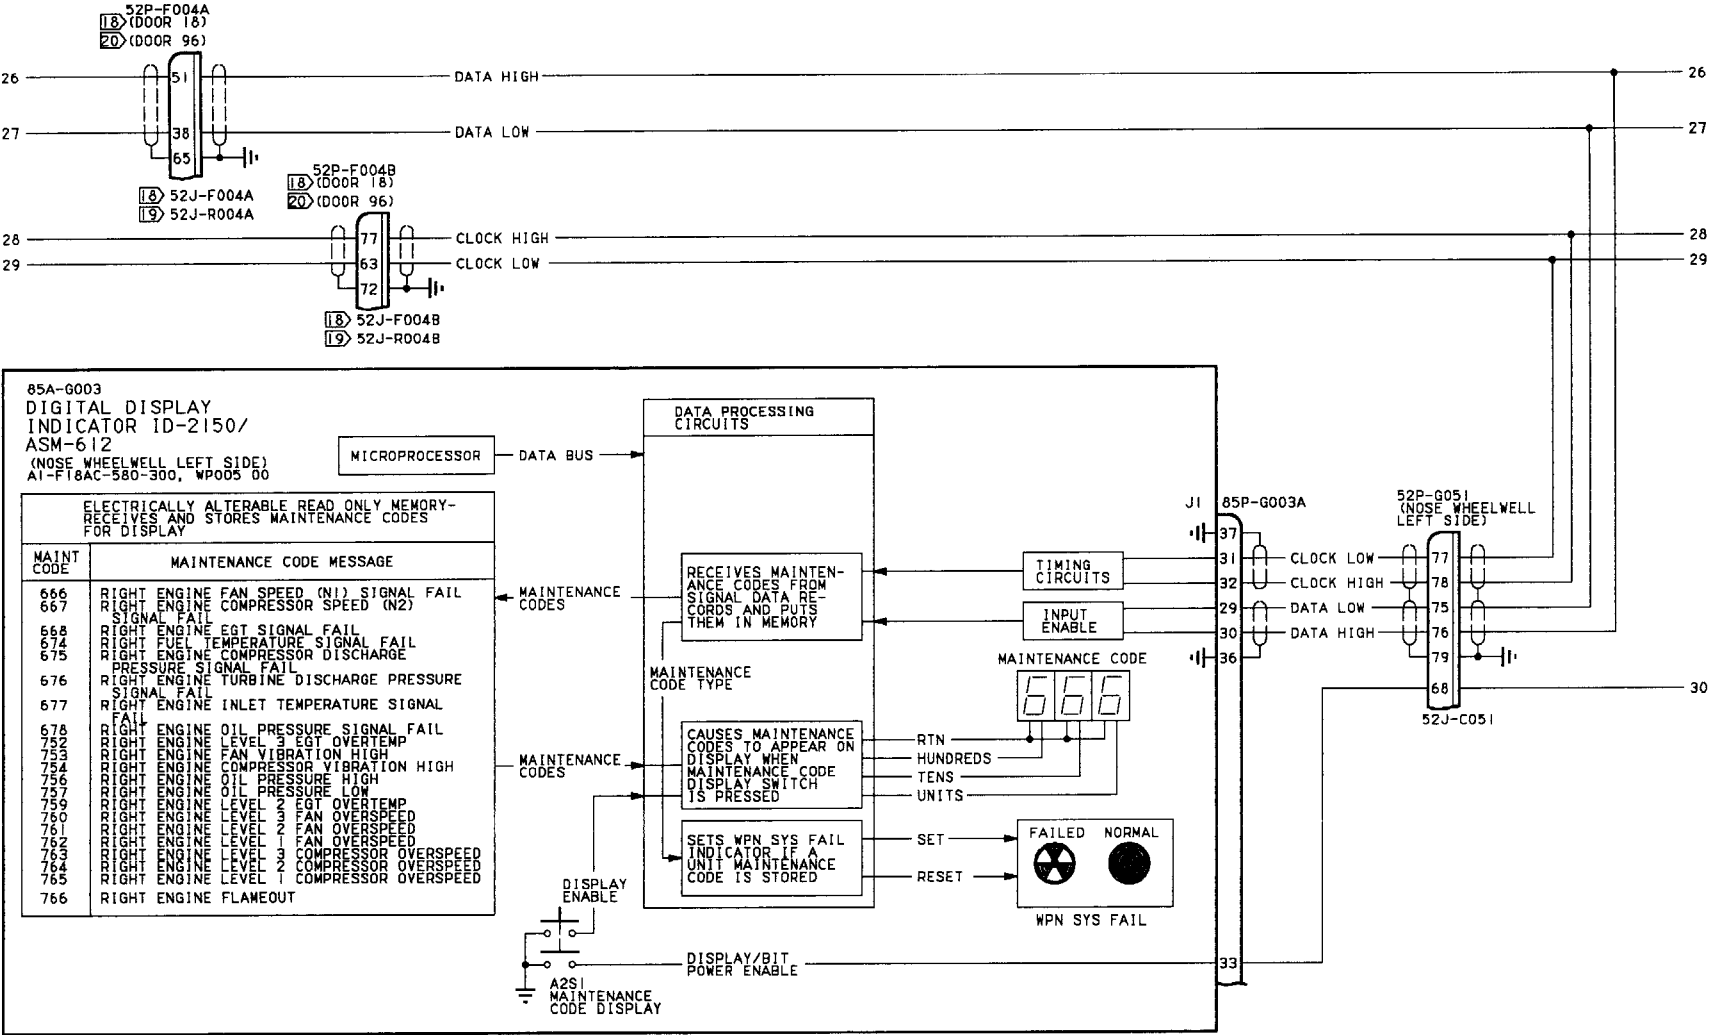 52P-F004A
18 (DOOR 18)
20 (DOOR 96)
26
51
DATA HIGH
26
27
38
DATA LOW
27
65
18 52J-F004A
19 52J-R004A
52P-F004B
18 (DOOR 18)
20 (DOOR 96)
28
77
CLOCK HIGH
28
29
63
CLOCK LOW
29
72
18 52J-F004B
19 52J-R004B
85A-G003
DIGITAL DISPLAY
INDICATOR ID-2150/
ASM-612
(NOSE WHEELWELL LEFT SIDE)
A1-F18AC-580-300, WP005 00
MICROPROCESSOR
DATA BUS
DATA PROCESSING
CIRCUITS
ELECTRICALLY ALTERABLE READ ONLY MEMORY-
RECEIVES AND STORES MAINTENANCE CODES
FOR DISPLAY
MAINT
CODE
MAINTENANCE CODE MESSAGE
666 RIGHT ENGINE FAN SPEED (N1) SIGNAL FAIL
667 RIGHT ENGINE COMPRESSOR SPEED (N2)
SIGNAL FAIL
668 RIGHT ENGINE EGT SIGNAL FAIL
674 RIGHT FUEL TEMPERATURE SIGNAL FAIL
675 RIGHT ENGINE COMPRESSOR DISCHARGE
PRESSURE SIGNAL FAIL
676 RIGHT ENGINE TURBINE DISCHARGE PRESSURE
SIGNAL FAIL
677 RIGHT ENGINE INLET TEMPERATURE SIGNAL
FAIL
678 RIGHT ENGINE OIL PRESSURE SIGNAL FAIL
752 RIGHT ENGINE LEVEL 3 EGT OVERTEMP
753 RIGHT ENGINE FAN VIBRATION HIGH
754 RIGHT ENGINE COMPRESSOR VIBRATION HIGH
756 RIGHT ENGINE OIL PRESSURE HIGH
757 RIGHT ENGINE OIL PRESSURE LOW
759 RIGHT ENGINE LEVEL 2 EGT OVERTEMP
760 RIGHT ENGINE LEVEL 3 FAN OVERSPEED
761 RIGHT ENGINE LEVEL 2 FAN OVERSPEED
762 RIGHT ENGINE LEVEL 1 FAN OVERSPEED
763 RIGHT ENGINE LEVEL 3 COMPRESSOR OVERSPEED
764 RIGHT ENGINE LEVEL 2 COMPRESSOR OVERSPEED
765 RIGHT ENGINE LEVEL 1 COMPRESSOR OVERSPEED
766 RIGHT ENGINE FLAMEOUT
MAINTENANCE
CODES
RECEIVES MAINTEN-
ANCE CODES FROM
SIGNAL DATA RE-
CORDS AND PUTS
THEM IN MEMORY
MAINTENANCE
CODE TYPE
MAINTENANCE
CODES
CAUSES MAINTENANCE
CODES TO APPEAR ON
DISPLAY WHEN
MAINTENANCE CODE
DISPLAY SWITCH
IS PRESSED
SETS WPN SYS FAIL
INDICATOR IF A
UNIT MAINTENANCE
CODE IS STORED
TIMING
CIRCUITS
INPUT
ENABLE
MAINTENANCE CODE
666
RTN
HUNDREDS
TENS
UNITS
SET
RESET
FAILED NORMAL
WPN SYS FAIL
DISPLAY
ENABLE
A2S1
MAINTENANCE
CODE DISPLAY
DISPLAY/BIT
POWER ENABLE
J1 85P-G003A
37
31
32
29
30
36
33
CLOCK LOW
CLOCK HIGH
DATA LOW
DATA HIGH
52P-G051
(NOSE WHEELWELL
LEFT SIDE)
77
78
75
76
79
68
30
52J-C051